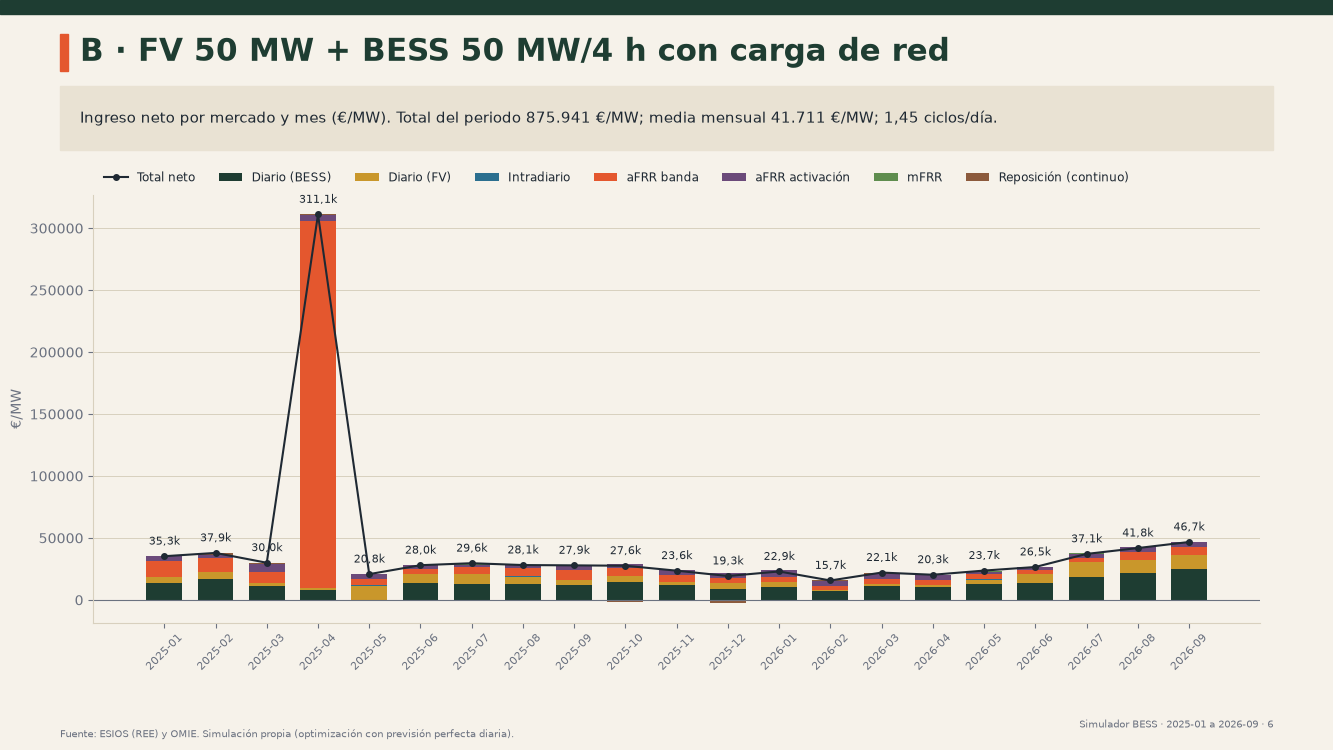 B · FV 50 MW + BESS 50 MW/4 h con carga de red
Ingreso neto por mercado y mes (€/MW). Total del periodo 875.941 €/MW; media mensual 41.711 €/MW; 1,45 ciclos/día.
Total neto Diario (BESS) Diario (FV) Intradiario aFRR banda aFRR activación mFRR Reposición (continuo)
€/MW
300000
250000
200000
150000
100000
50000
0
35,3k 37,9k 30,0k 311,1k 20,8k 28,0k 29,6k 28,1k 27,9k 27,6k 23,6k 19,3k 22,9k 15,7k 22,1k 20,3k 23,7k 26,5k 37,1k 41,8k 46,7k
2025-01 2025-02 2025-03 2025-04 2025-05 2025-06 2025-07 2025-08 2025-09 2025-10 2025-11 2025-12 2026-01 2026-02 2026-03 2026-04 2026-05 2026-06 2026-07 2026-08 2026-09
Simulador BESS · 2025-01 a 2026-09 · 6
Fuente: ESIOS (REE) y OMIE. Simulación propia (optimización con previsión perfecta diaria).